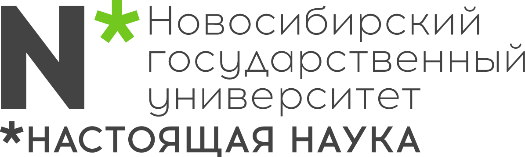 N* Новосибирский
государственный
университет
*НАСТОЯЩАЯ НАУКА